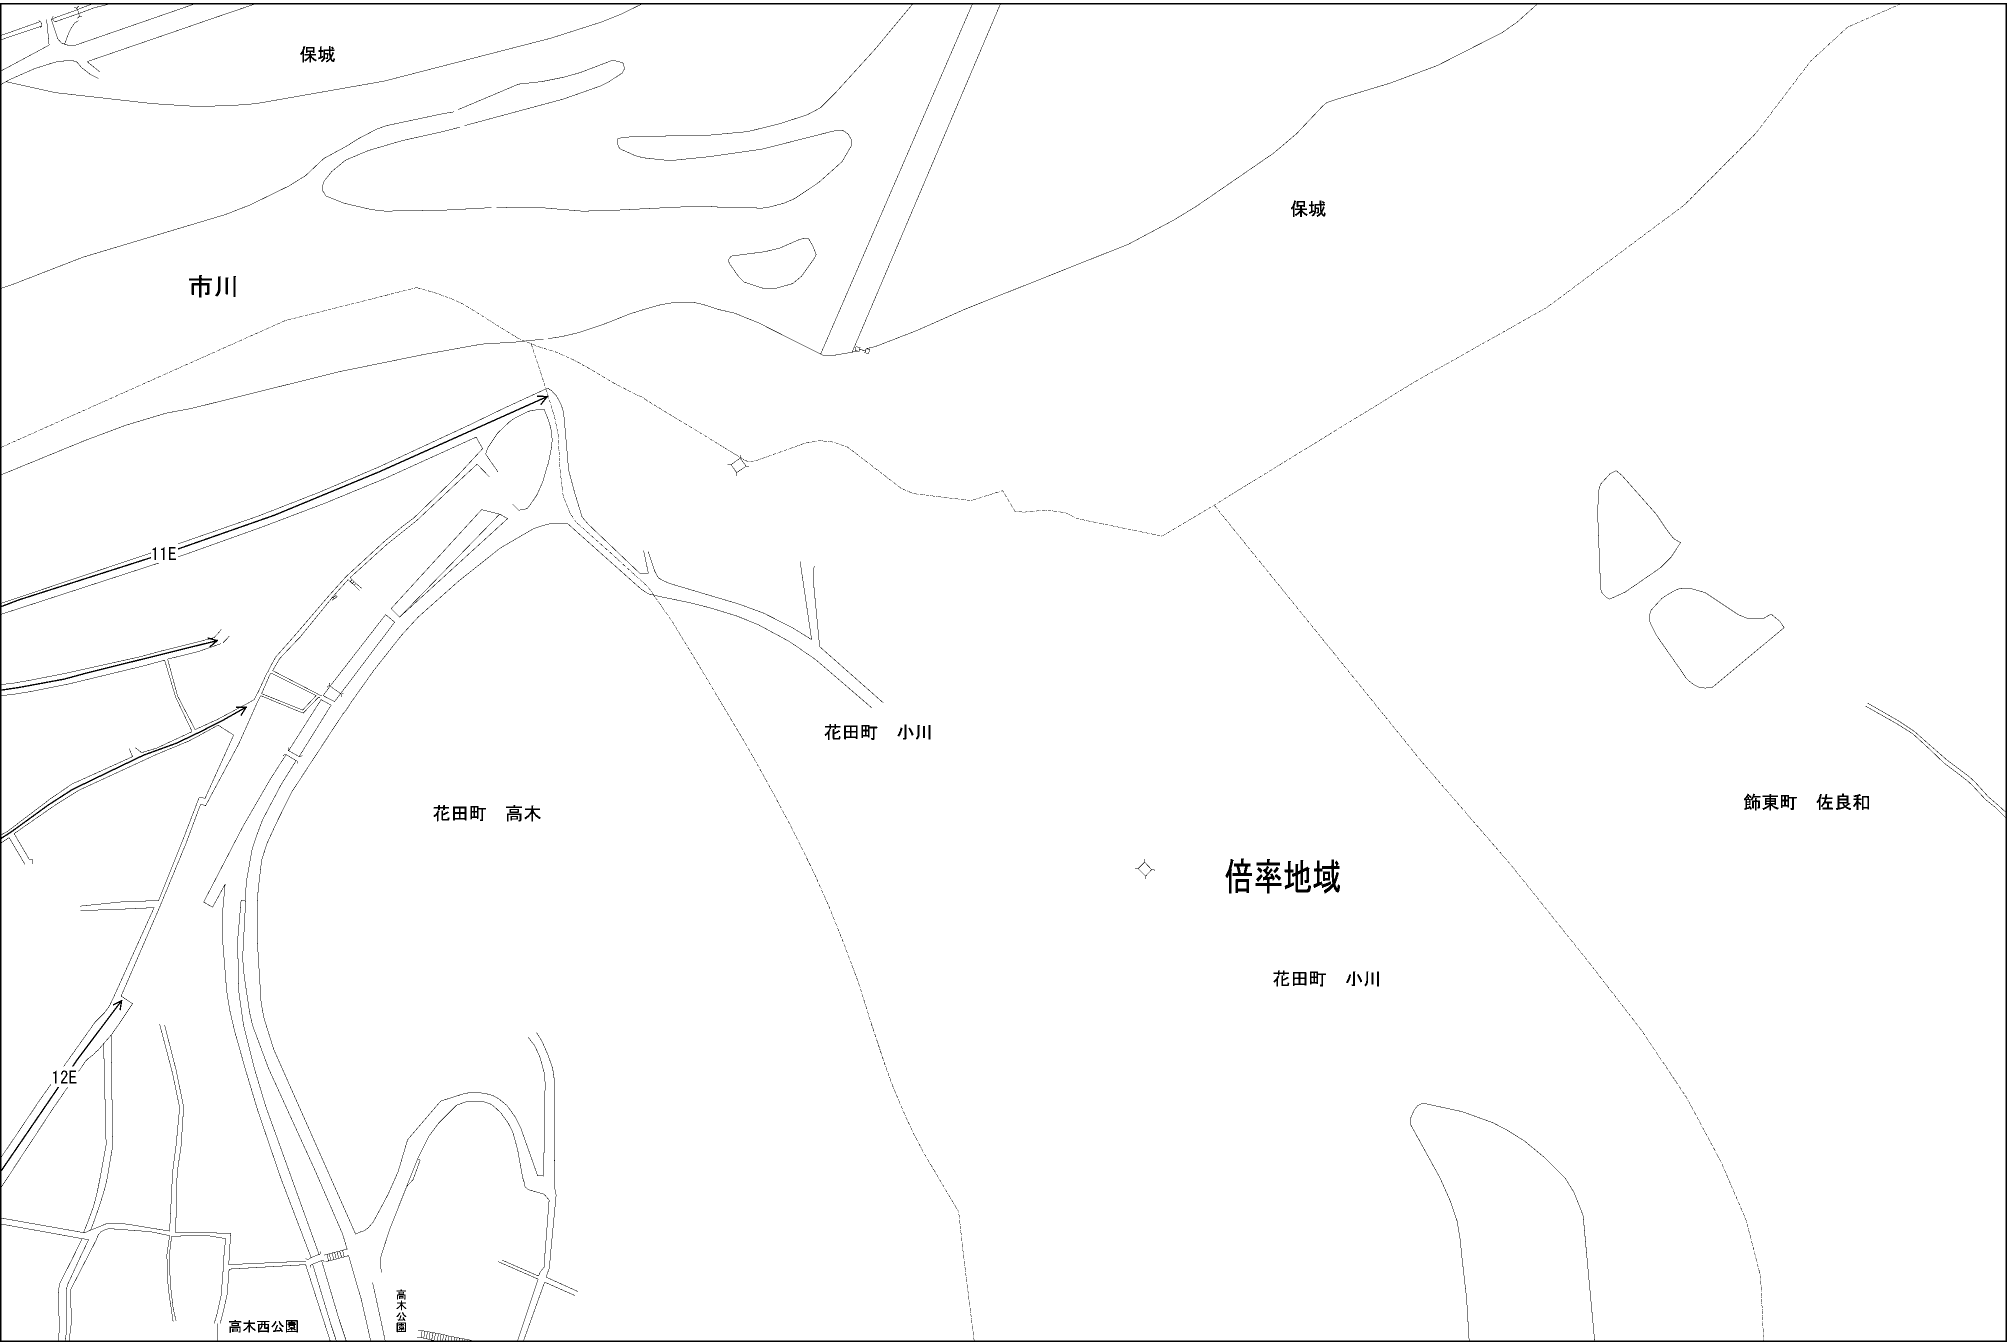 保城
保城
市川
11E
花田町　小川
花田町　高木
飾東町　佐良和
倍率地域
花田町　小川
12E
高木公園
高木西公園